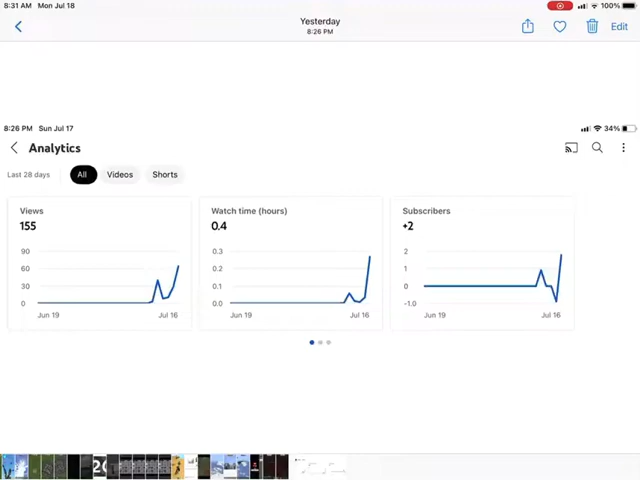 8:31 AM Mon Jul 18
100%
Yesterday
8:26 PM
Edit
8:26 PM Sun Jul 17
34%
Analytics
Last 28 days
All
Videos
Shorts
Views
155
90
60
30
0
Jun 19
Jul 16
Watch time (hours)
0.4
0.3
0.2
0.1
0.0
Jun 19
Jul 16
Subscribers
+2
2
1
0
-1.0
Jun 19
Jul 16